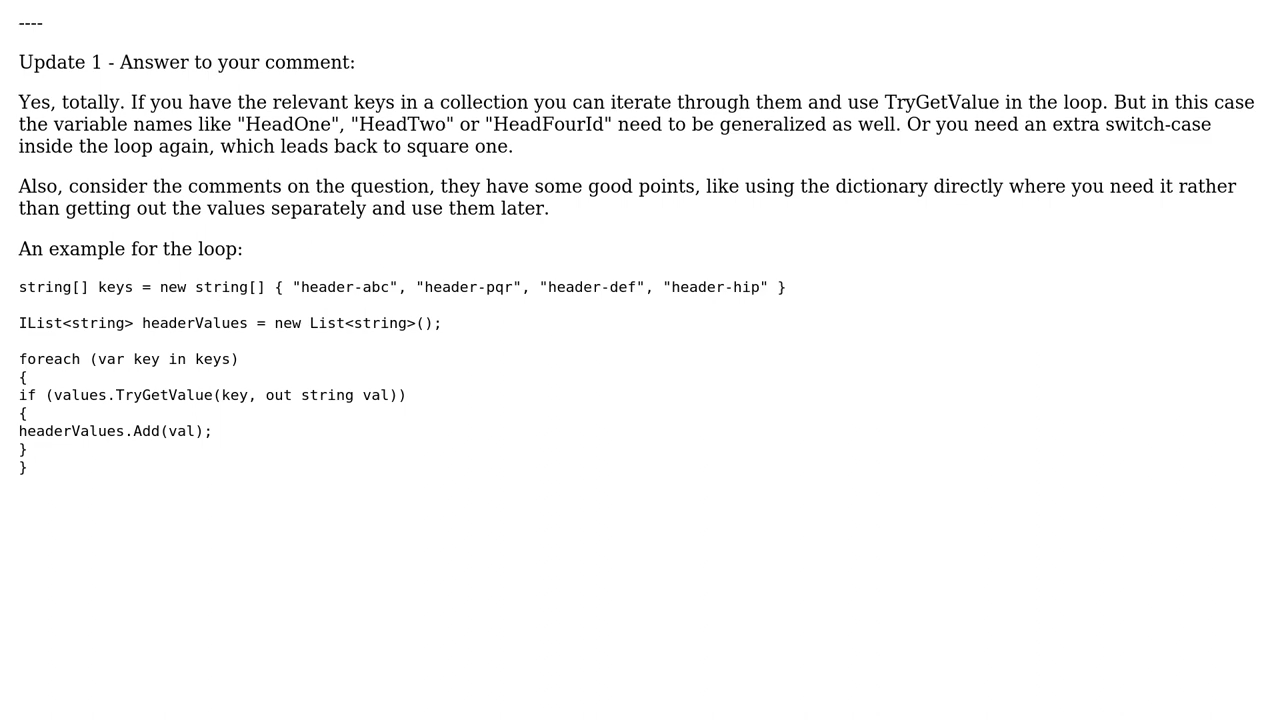 ----
Update 1 - Answer to your comment:
Yes, totally. If you have the relevant keys in a collection you can iterate through them and use TryGetValue in the loop. But in this case
the variable names like "HeadOne", "HeadTwo" or "HeadFourId" need to be generalized as well. Or you need an extra switch-case
inside the loop again, which leads back to square one.
Also, consider the comments on the question, they have some good points, like using the dictionary directly where you need it rather
than getting out the values separately and use them later.
An example for the loop:
string[] keys = new string[] { "header-abc", "header-pqr", "header-def", "header-hip" }
IList<string> headerValues = new List<string>();
foreach (var key in keys)
{
if (values.TryGetValue(key, out string val))
{
headerValues.Add(val);
}
}